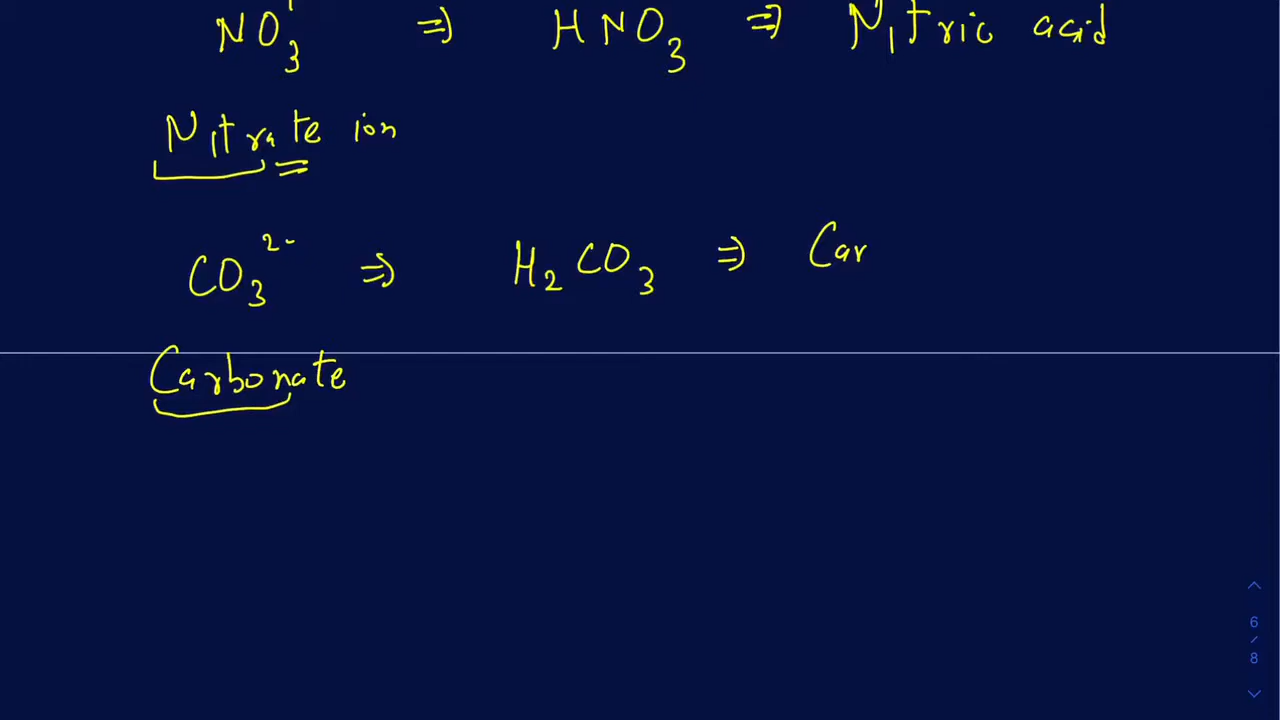 NO3 ⇒ HNO3 ⇒ Nitric acid
Nitrate ion
CO3 2- ⇒ H2CO3 ⇒ Car
Carbonate
6
/
8